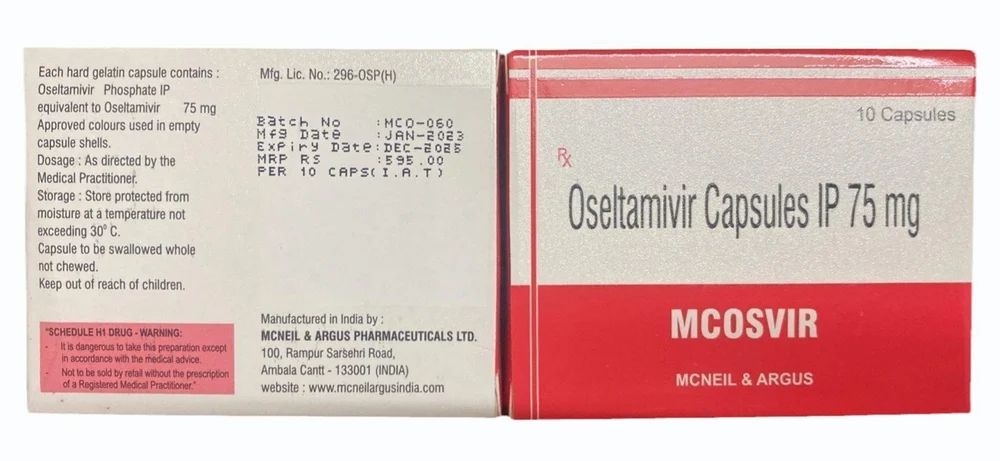 Each hard gelatin capsule contains :
Oseltamivir Phosphate IP
equivalent to Oseltamivir 75 mg
Approved colours used in empty
capsule shells.
Dosage : As directed by the
Medical Practitioner.
Storage : Store protected from
moisture at a temperature not
exceeding 30° C.
Capsule to be swallowed whole
not chewed.
Keep out of reach of children.
"SCHEDULE H1 DRUG - WARNING:
- It is dangerous to take this preparation except
in accordance with the medical advice.
- Not to be sold by retail without the prescription
of a Registered Medical Practitioner."
Mfg. Lic. No.: 296-OSP(H)
Batch No :MCO-060
Mfg Date :JAN-2023
Expiry Date:DEC-2025
MRP RS :595.00
PER 10 CAPS(I.A.T)
Manufactured in India by :
MCNEIL & ARGUS PHARMACEUTICALS LTD.
100, Rampur Sarsehri Road,
Ambala Cantt - 133001 (INDIA)
website : www.mcneilargusindia.com
10 Capsules
Rx
Oseltamivir Capsules IP 75 mg
MCOSVIR
MCNEIL & ARGUS